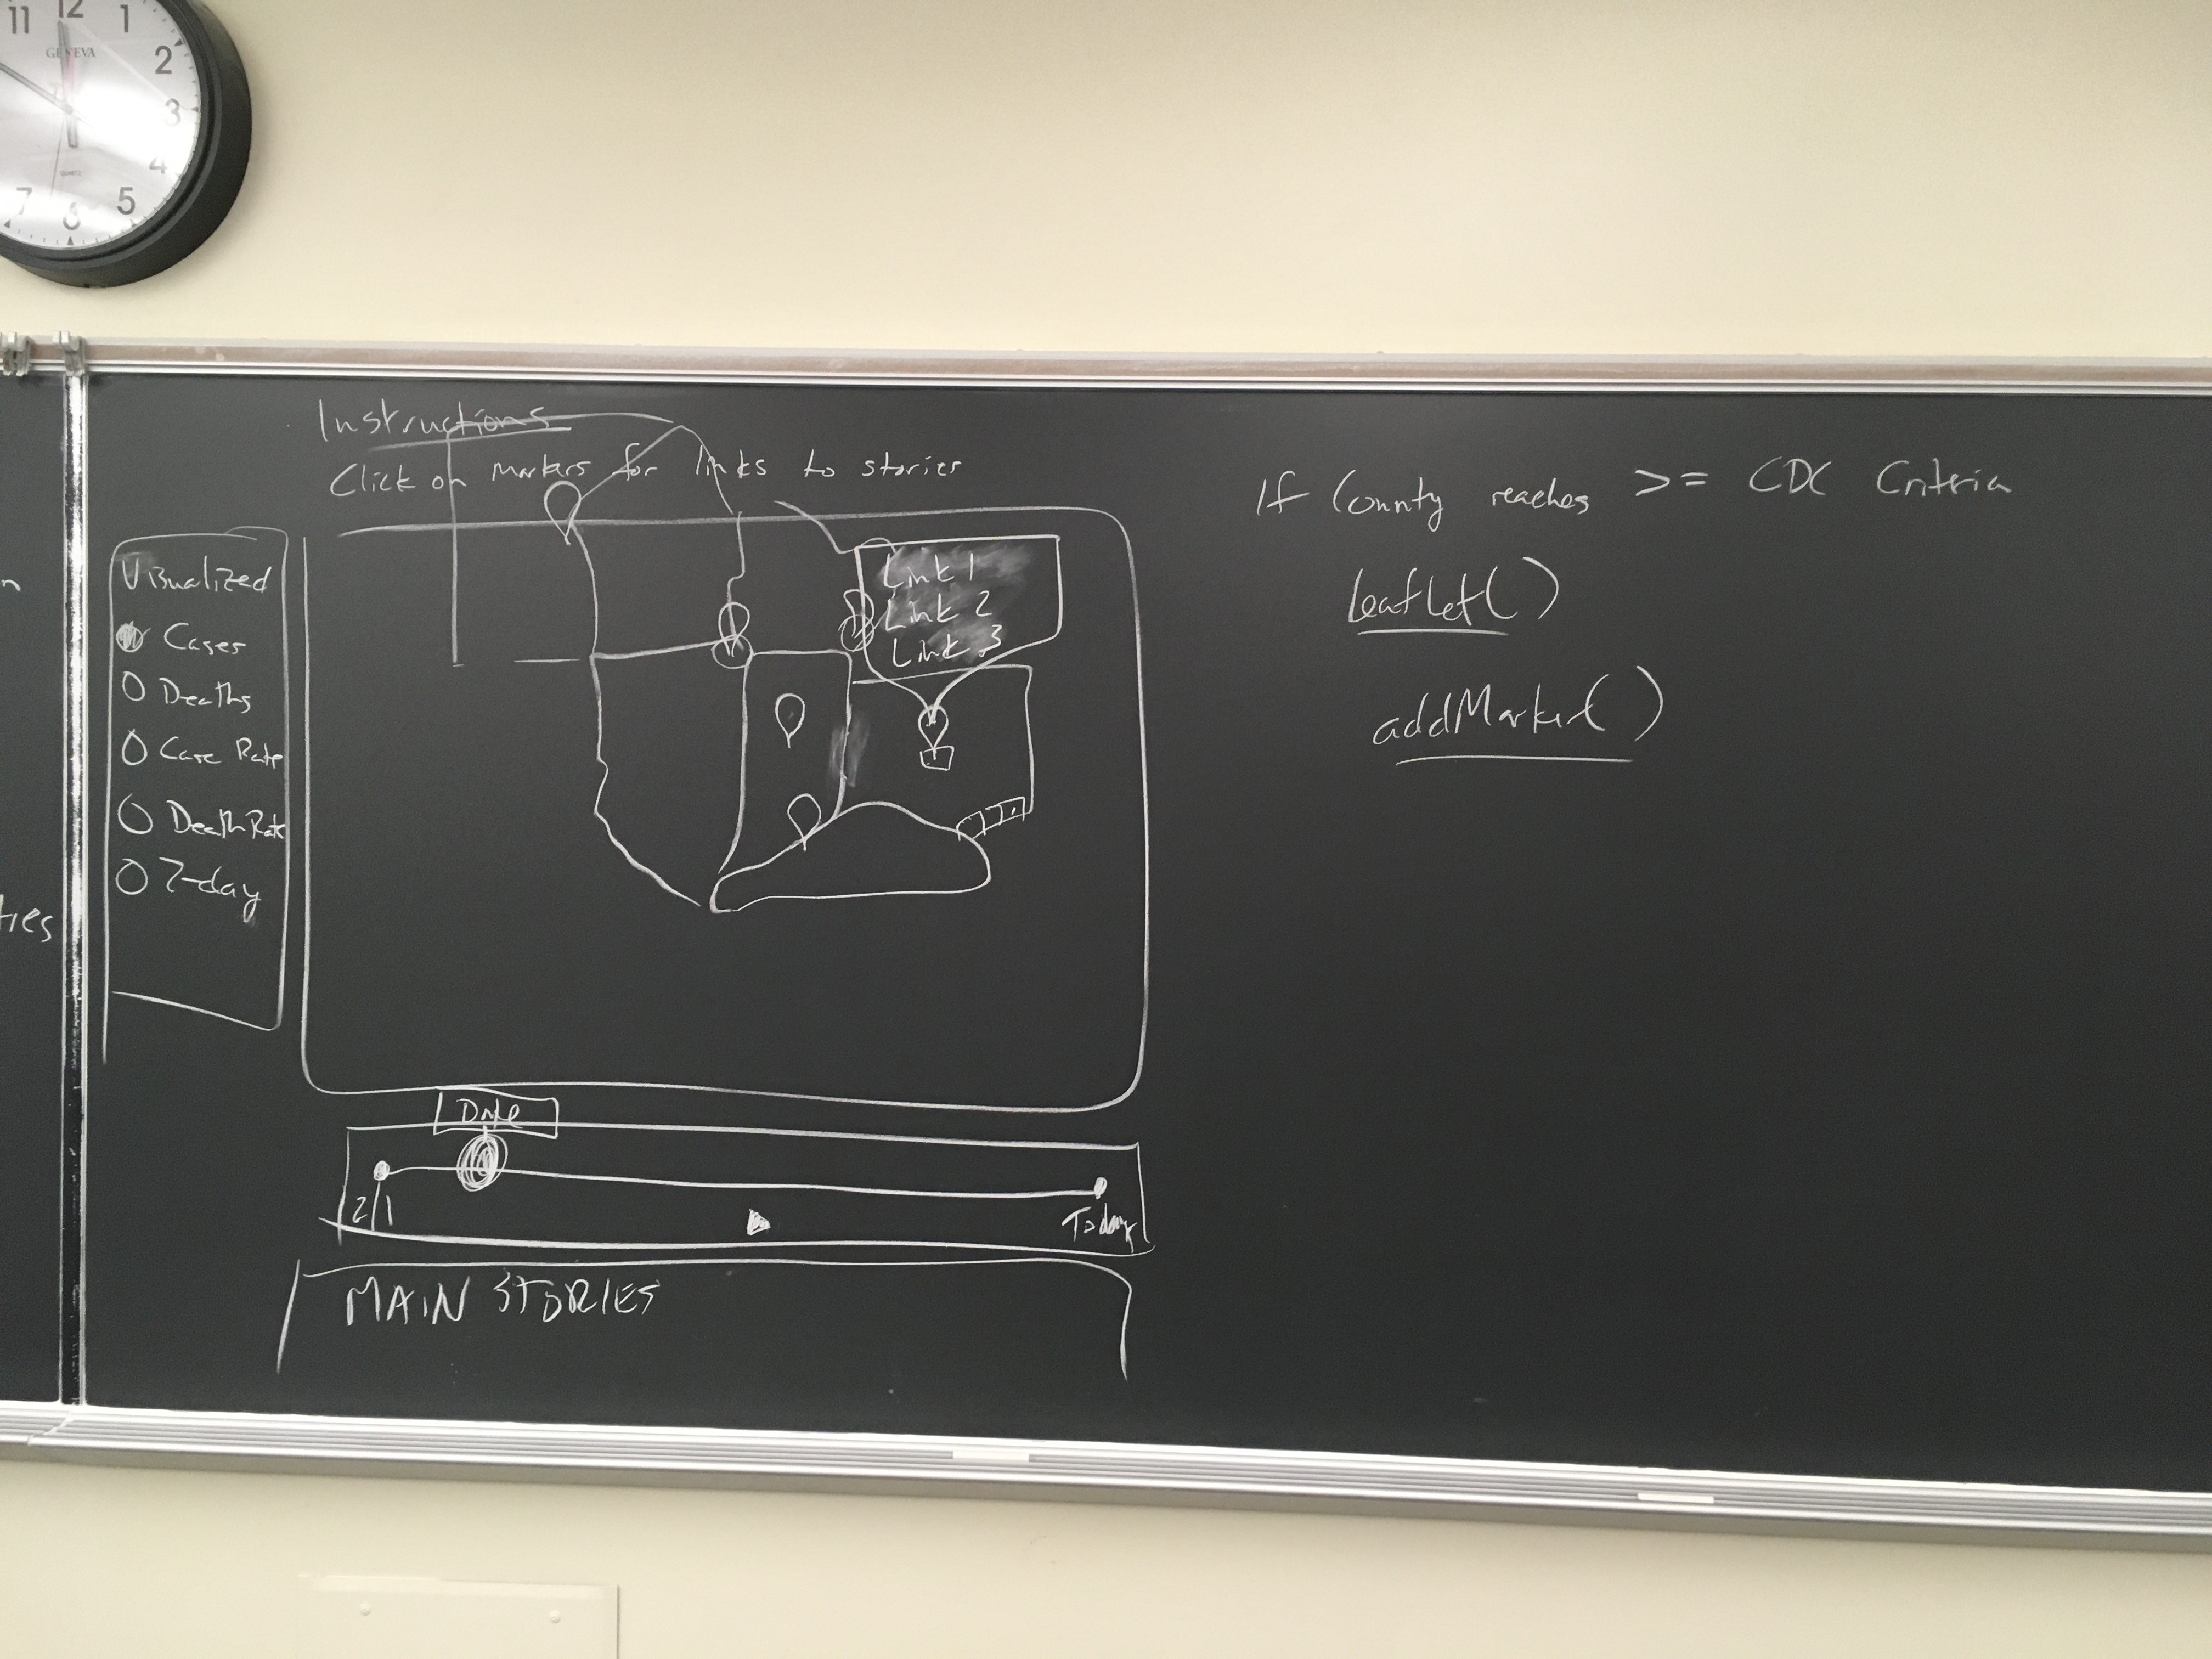 11 12 1
GENEVA
2
3
4
QUARTZ
7 6 5
Instructions
Click on markers for links to stories
Visualized
Cases
Deaths
Case Rate
Death Rate
7-day
Link 1
Link 2
Link 3
Date
2/1
Today
MAIN STORIES
If County reaches >= CDC Criteria
leaflet()
addMarker()
n
ties